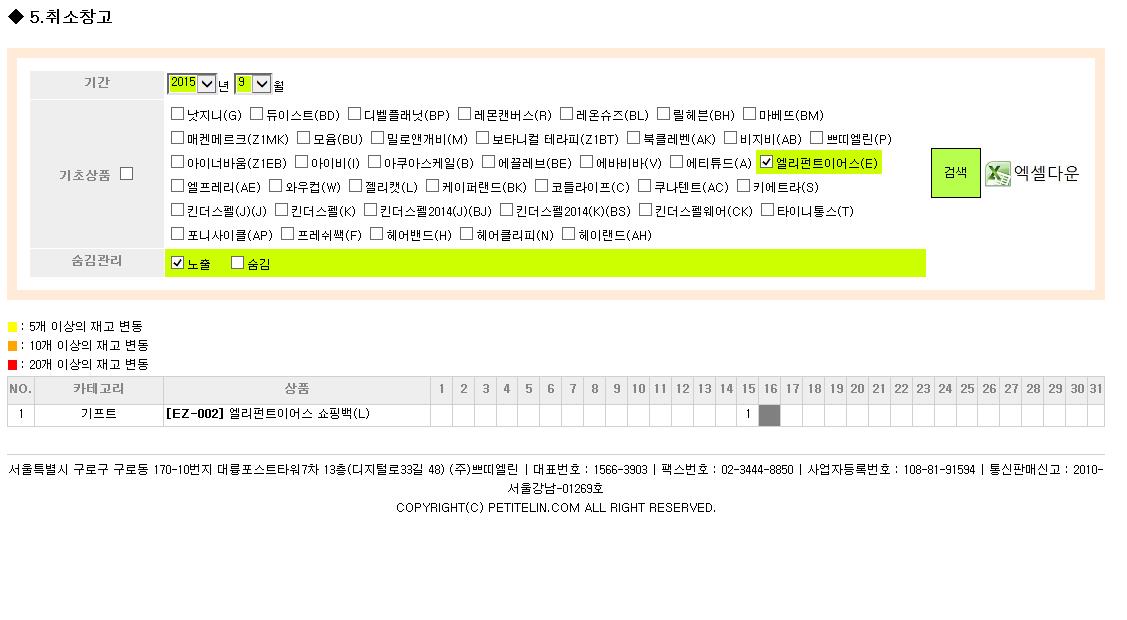 ◆ 5.취소창고
기간 2015 년 9 월
낫지니(G) 듀이스트(BD) 디벨플래넛(BP) 레몬캔버스(R) 레온슈즈(BL) 릴헤븐(BH) 마베뜨(BM)
매켄메르크(Z1MK) 모윰(BU) 밀로앤개비(M) 보타니컬 테라피(Z1BT) 북클레벤(AK) 비지비(AB) 쁘띠엘린(P)
아이너바움(Z1EB) 아이비(I) 아쿠아스케일(B) 에끌레브(BE) 에바비바(V) 에티튜드(A) 엘리펀트이어스(E)
기초상품 검색 엑셀다운
엘프레리(AE) 와우컵(W) 젤리캣(L) 케이퍼랜드(BK) 코들라이프(C) 쿠나텐트(AC) 키에트라(S)
킨더스펠(J)(J) 킨더스펠(K) 킨더스펠2014(J)(BJ) 킨더스펠2014(K)(BS) 킨더스펠웨어(CK) 타이니통스(T)
포니사이클(AP) 프레쉬쌕(F) 헤어밴드(H) 헤어클리피(N) 헤이랜드(AH)
숨김관리 노출 숨김
: 5개 이상의 재고 변동
: 10개 이상의 재고 변동
: 20개 이상의 재고 변동
NO. 카테고리 상품 1 2 3 4 5 6 7 8 9 10 11 12 13 14 15 16 17 18 19 20 21 22 23 24 25 26 27 28 29 30 31
1 기프트 [EZ-002] 엘리펀트이어스 쇼핑백(L) 1
서울특별시 구로구 구로동 170-10번지 대륭포스트타워7차 13층(디지털로33길 48) (주)쁘띠엘린 | 대표번호 : 1566-3903 | 팩스번호 : 02-3444-8850 | 사업자등록번호 : 108-81-91594 | 통신판매신고 : 2010-
서울강남-01269호
COPYRIGHT(C) PETITELIN.COM ALL RIGHT RESERVED.